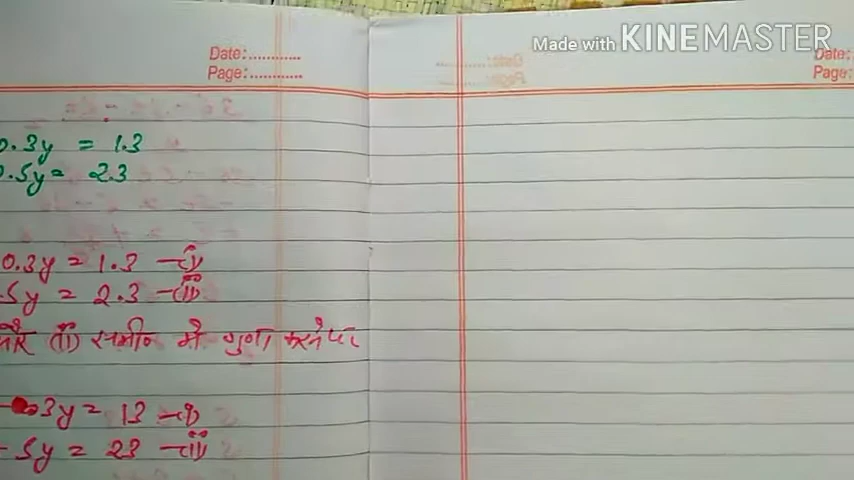 Made with KINEMASTER
Date:............
Page:............
Date:
Page:
0.3y = 1.3
0.5y = 2.3
0.3y = 1.3 -(i)
.5y = 2.3 -(ii)
और (ii) समी० में गुणा करने पर
3y = 13 -(i)
- 5y = 23 -(ii)